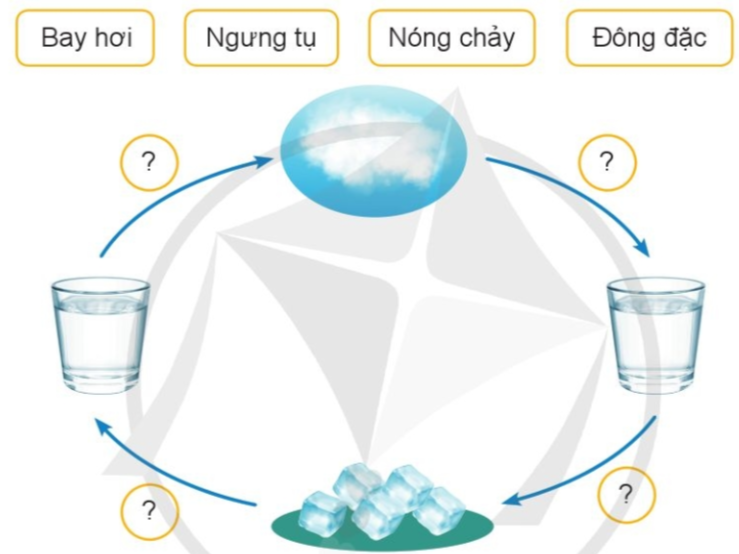 Bay hơi
Ngưng tụ
Nóng chảy
Đông đặc
?
?
?
?